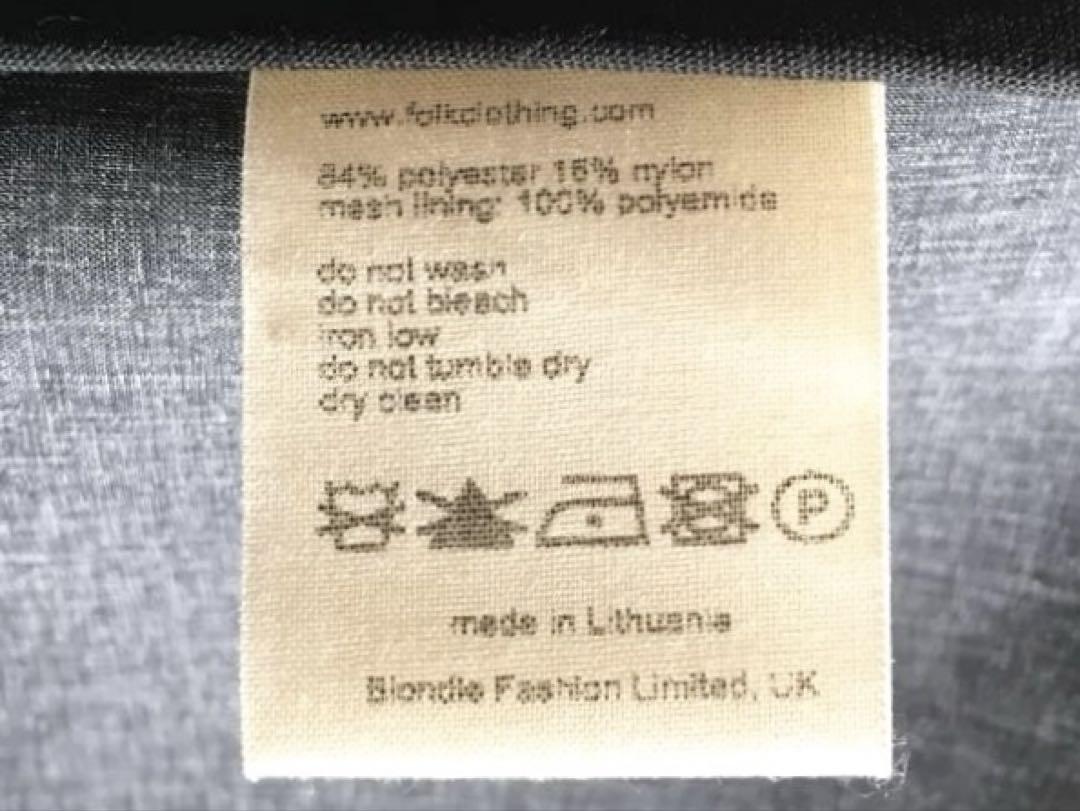 www.folkclothing.com
84% polyester 16% nylon
mesh lining: 100% polyamide
do not wash
do not bleach
iron low
do not tumble dry
dry clean
P
made in Lithuania
Blondie Fashion Limited, UK